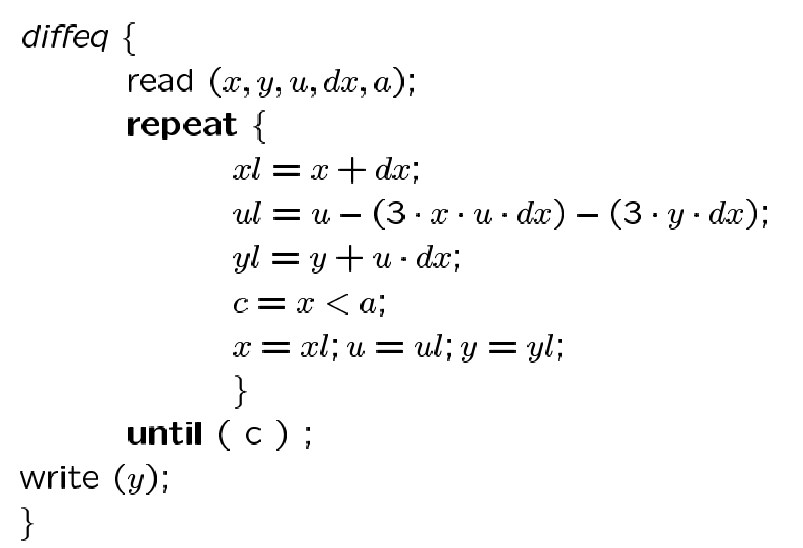 diffeq {
read (x, y, u, dx, a);
repeat {
xl = x + dx;
ul = u − (3 · x · u · dx) − (3 · y · dx);
yl = y + u · dx;
c = x < a;
x = xl; u = ul; y = yl;
}
until ( c ) ;
write (y);
}